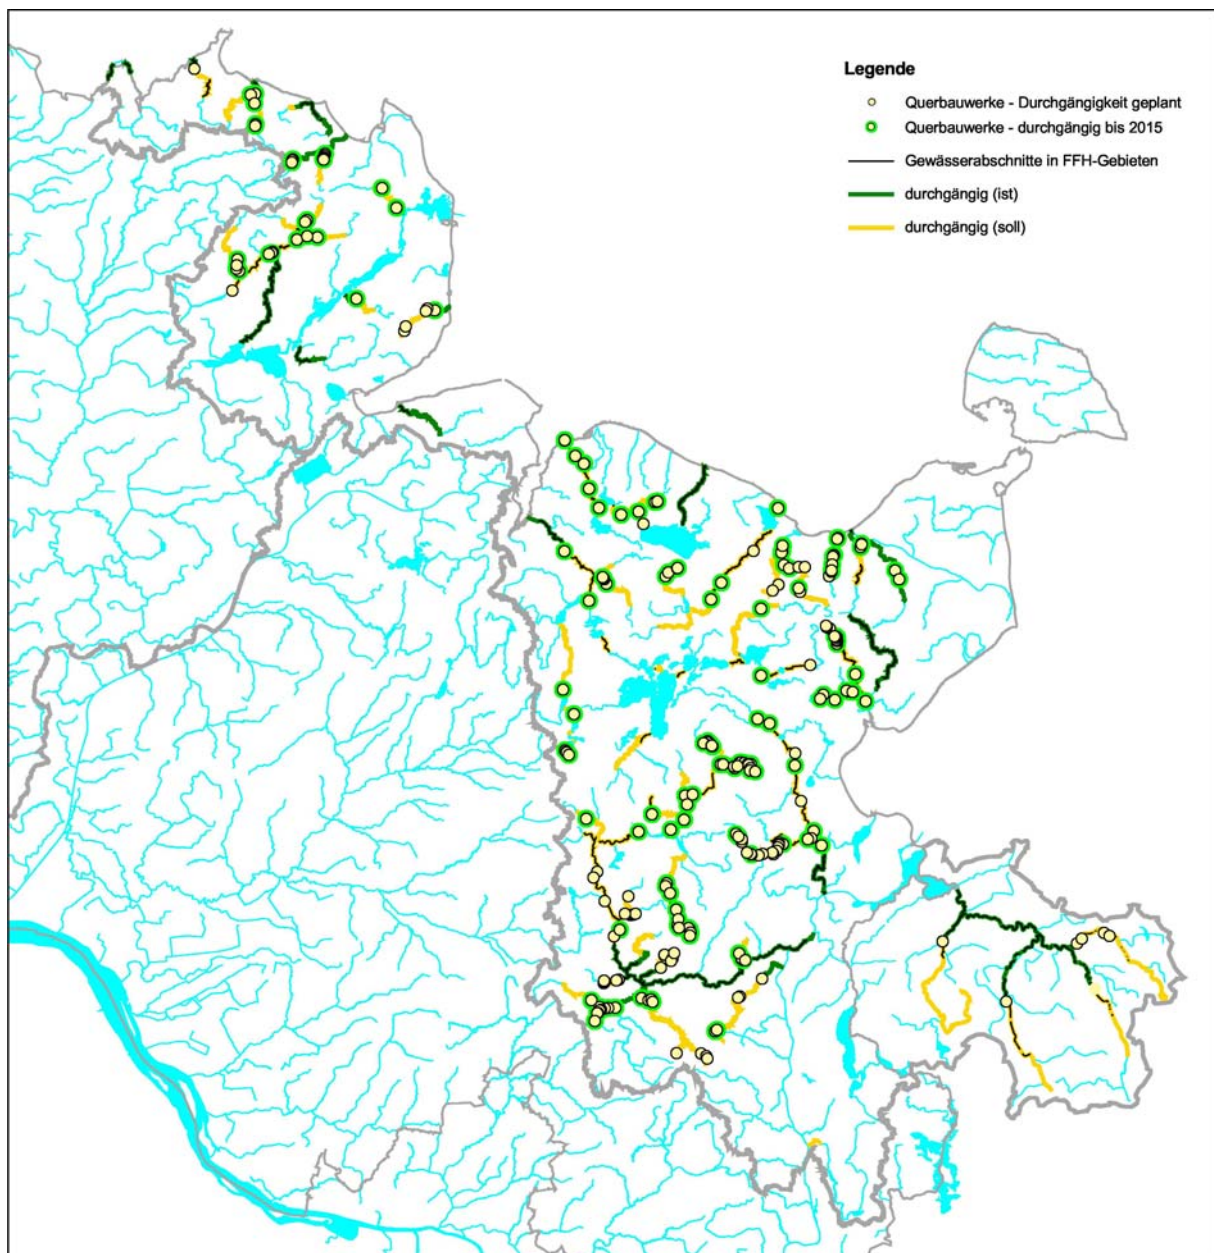 Legende
Querbauwerke - Durchgängigkeit geplant
Querbauwerke - durchgängig bis 2015
Gewässerabschnitte in FFH-Gebieten
durchgängig (ist)
durchgängig (soll)